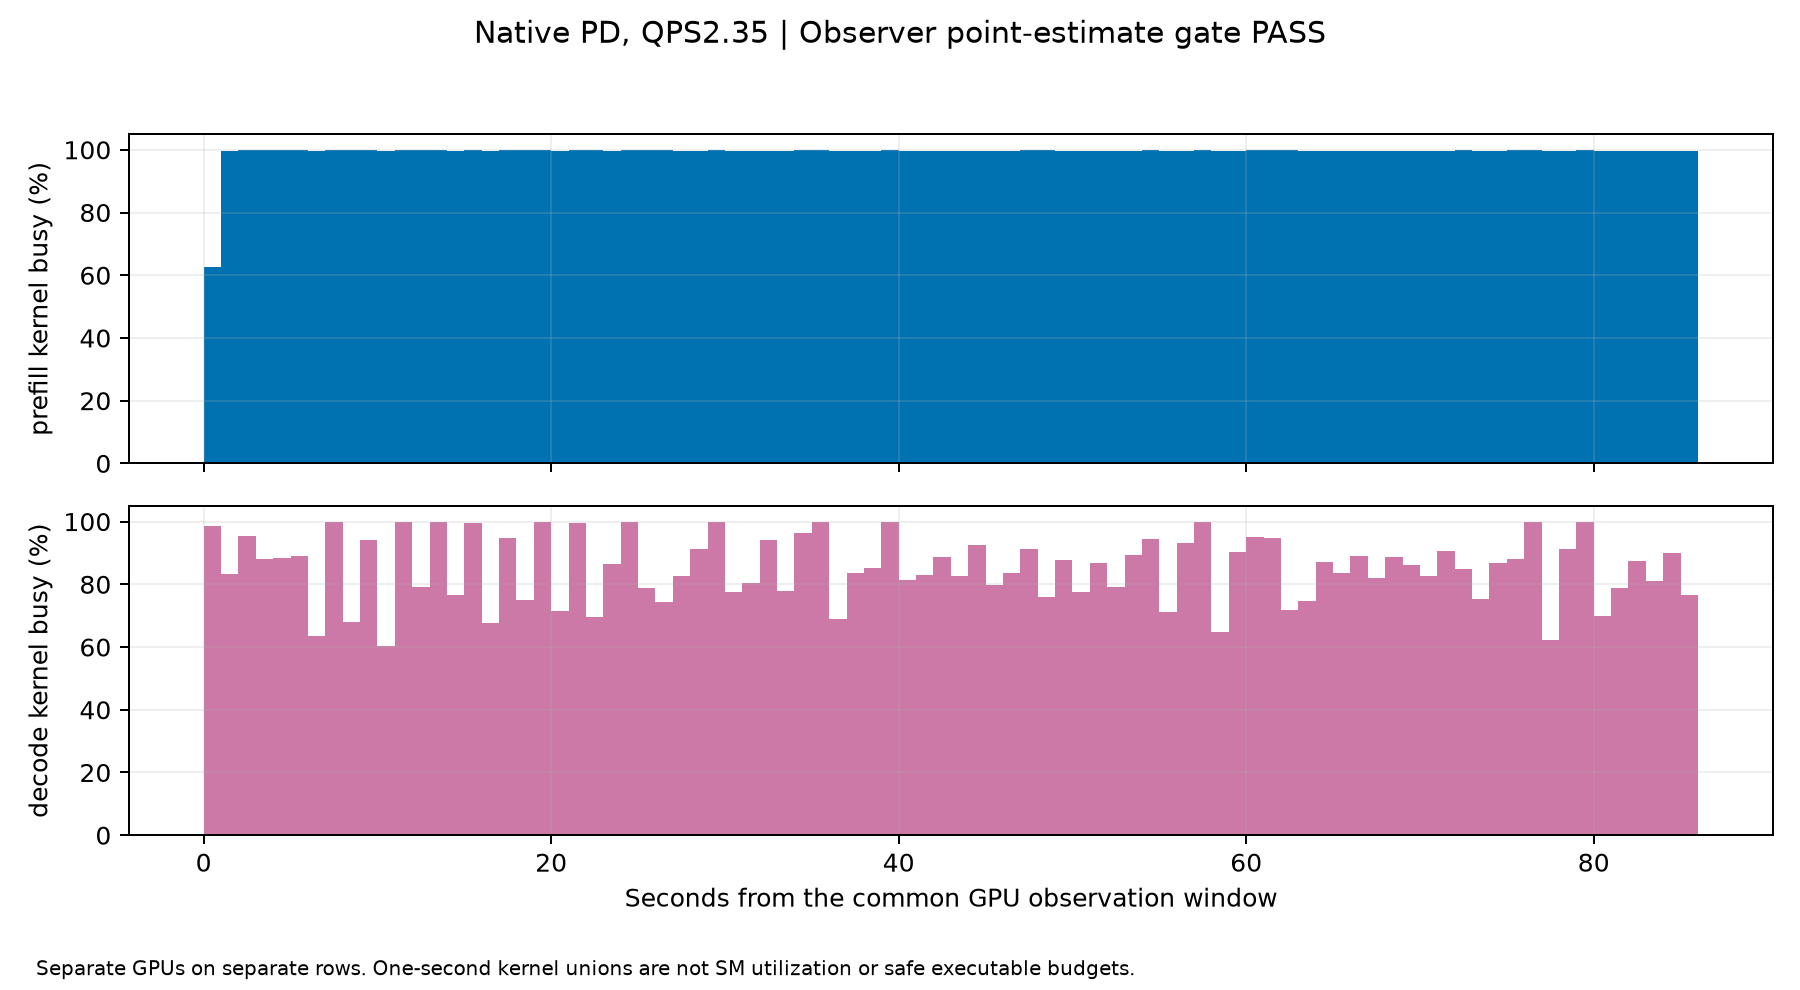 Native PD, QPS2.35 | Observer point-estimate gate PASS
prefill kernel busy (%)
100
80
60
40
20
0
decode kernel busy (%)
100
80
60
40
20
0
0 20 40 60 80
Seconds from the common GPU observation window
Separate GPUs on separate rows. One-second kernel unions are not SM utilization or safe executable budgets.